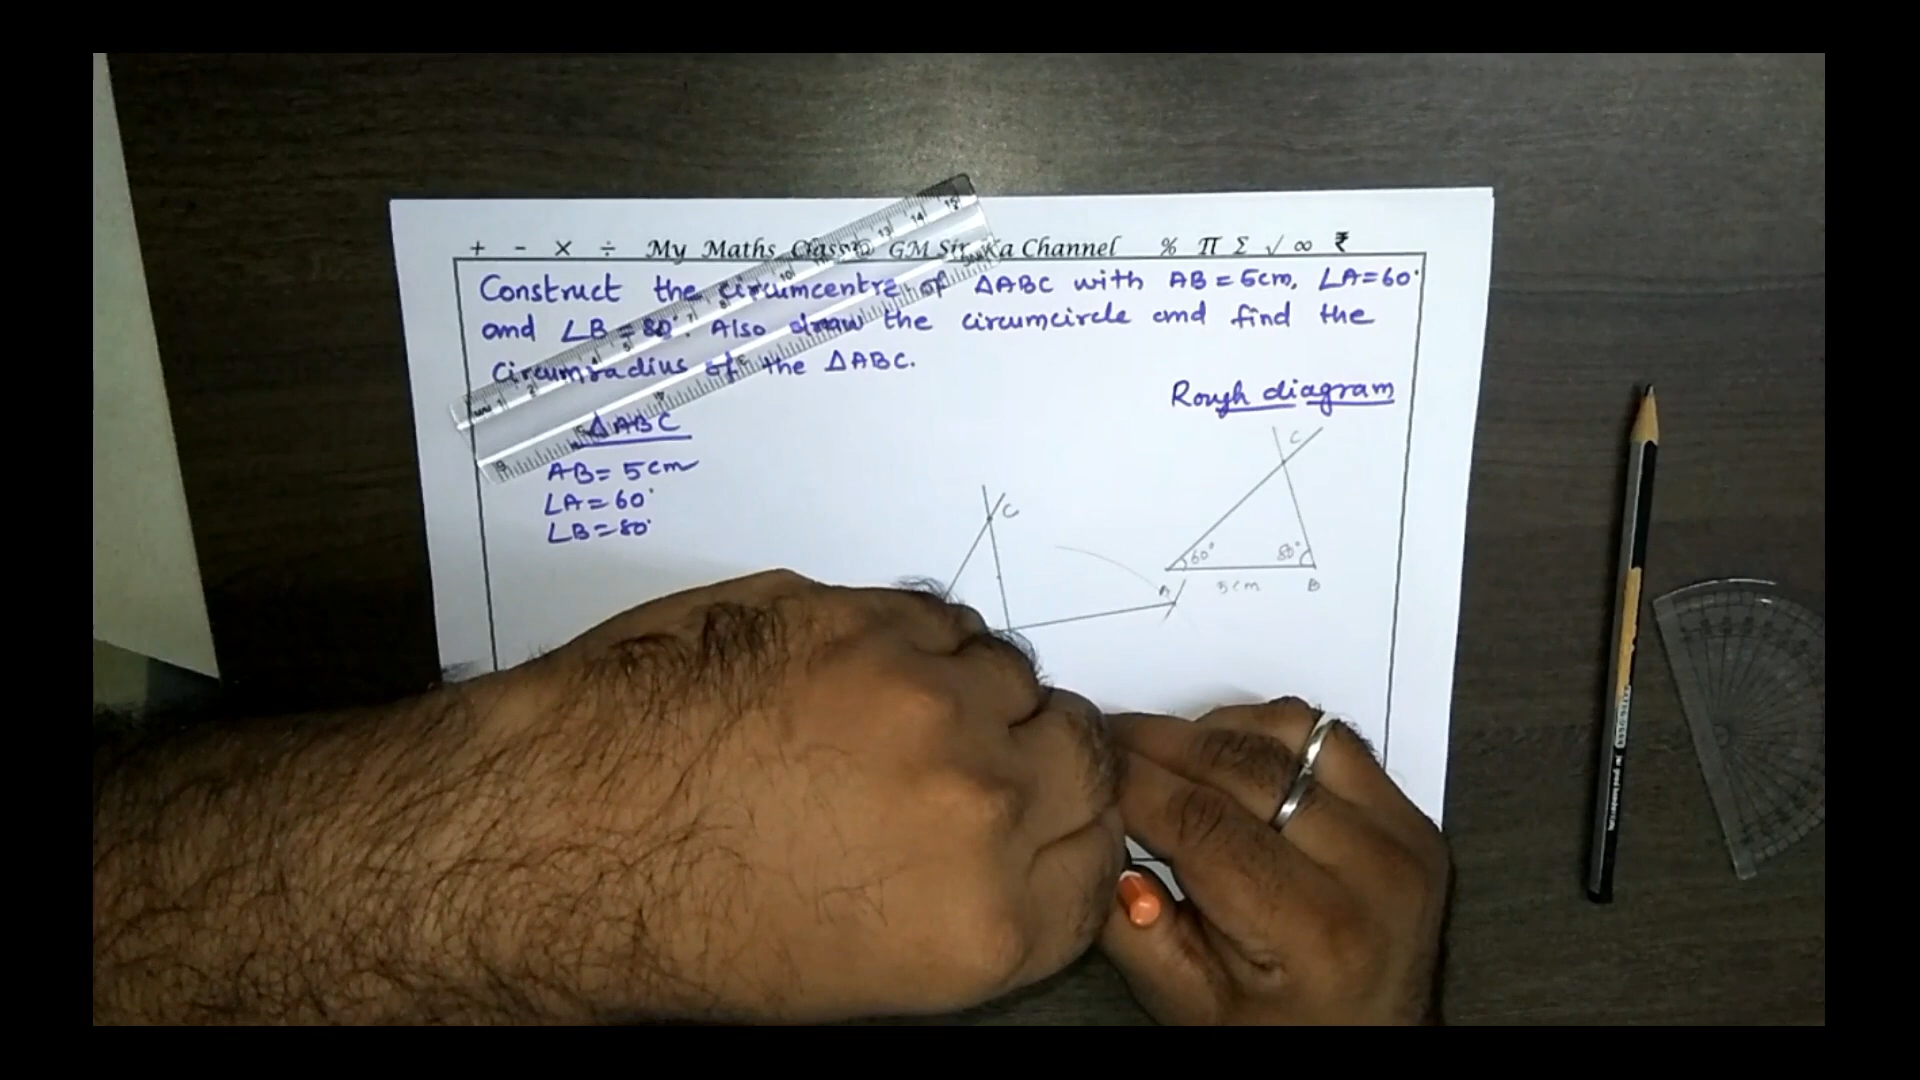 + - × ÷ My Maths Class@ GM Sir Ka Channel % Π Σ √ ∞ ₹
Construct the circumcentre of ΔABC with AB = 5cm, ∠A=60°
and ∠B = 80°. Also draw the circumcircle and find the
circumradius of the ΔABC.
Rough diagram
ΔABC
AB= 5cm
∠A=60°
∠B=80°
C
60°
80°
A
5cm
B
C